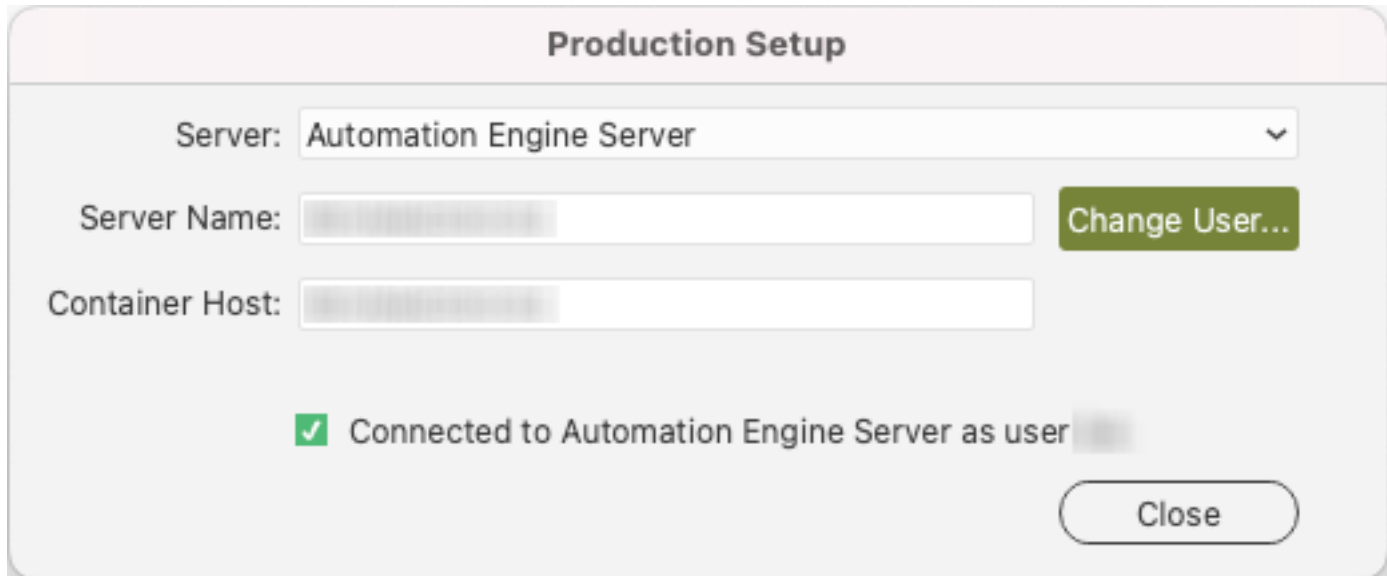 Production Setup
Server: Automation Engine Server
Server Name:
Change User...
Container Host:
Connected to Automation Engine Server as user
Close